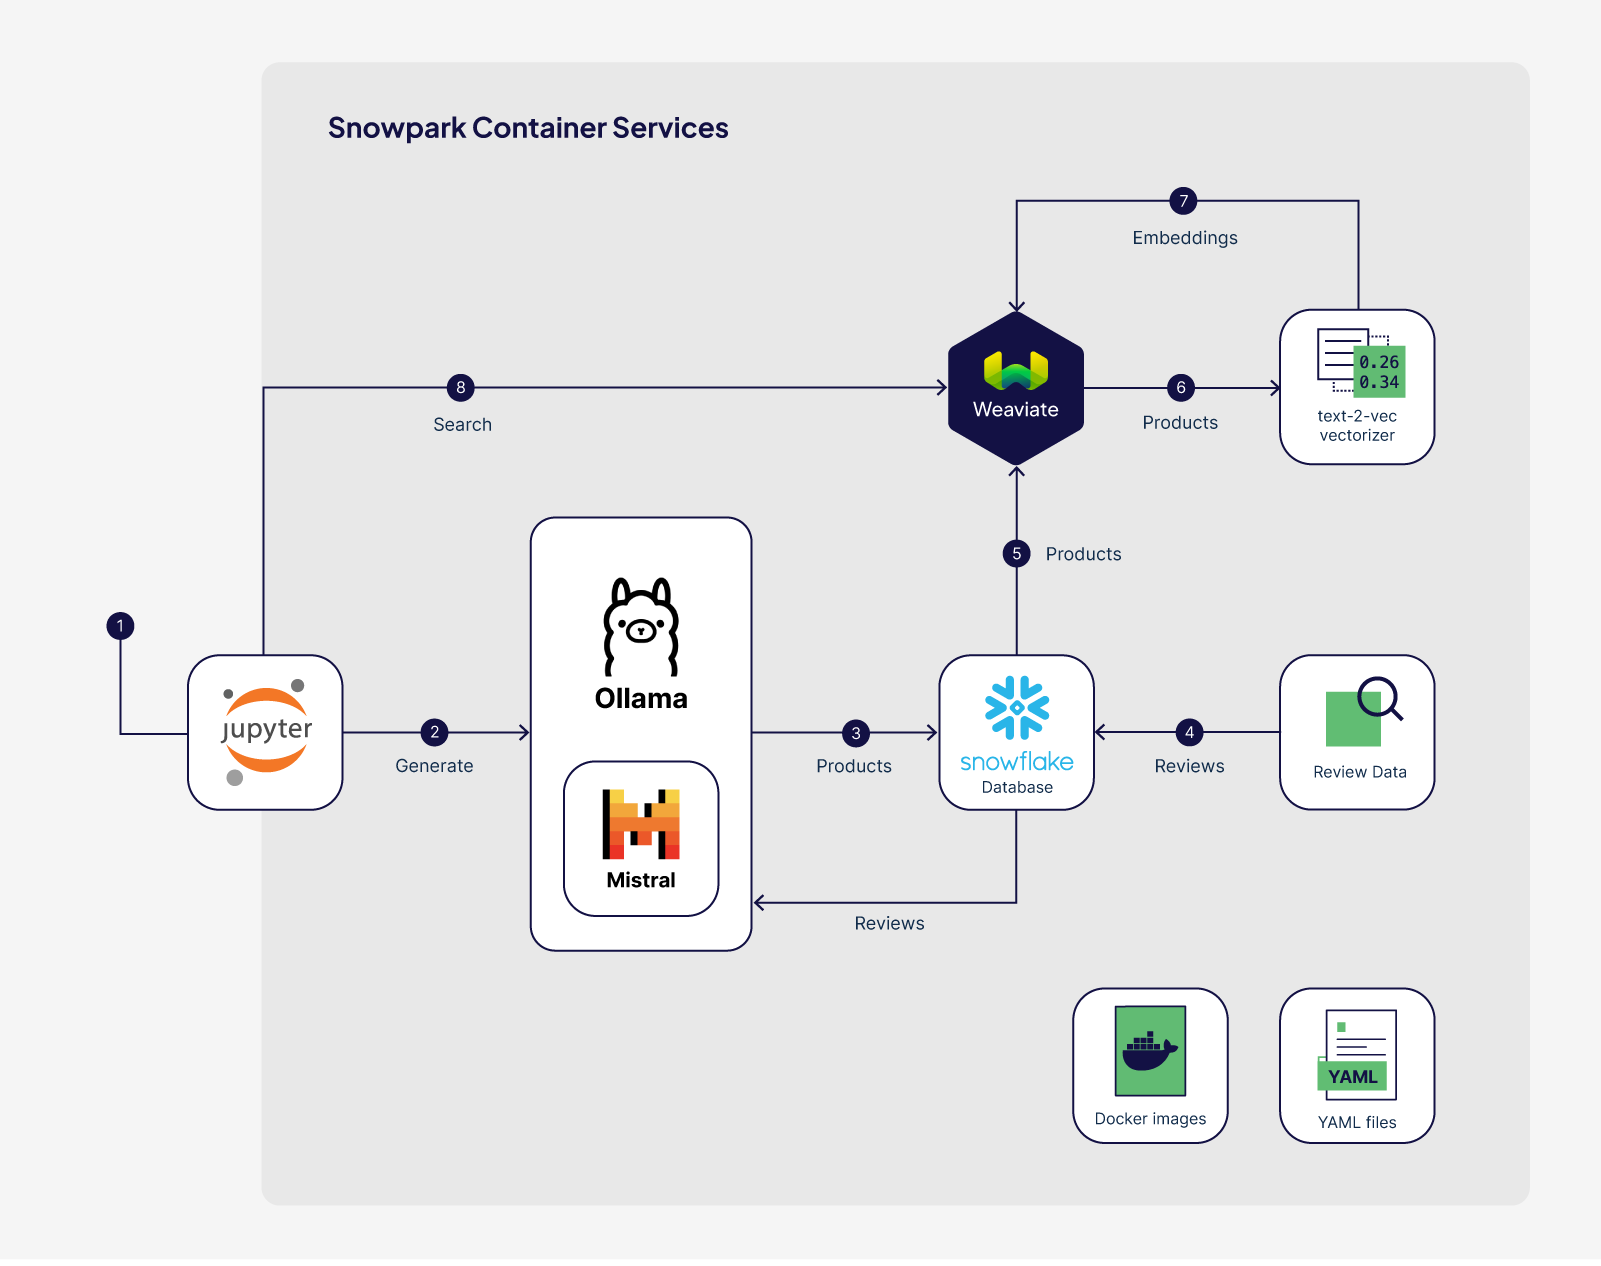 Snowpark Container Services
7
Embeddings
0.26
0.34
text-2-vec
vectorizer
8
Search
Weaviate
6
Products
5
Products
1
jupyter
2
Generate
Ollama
Mistral
3
Products
snowflake
Database
4
Reviews
Review Data
Reviews
Docker images
YAML
YAML files